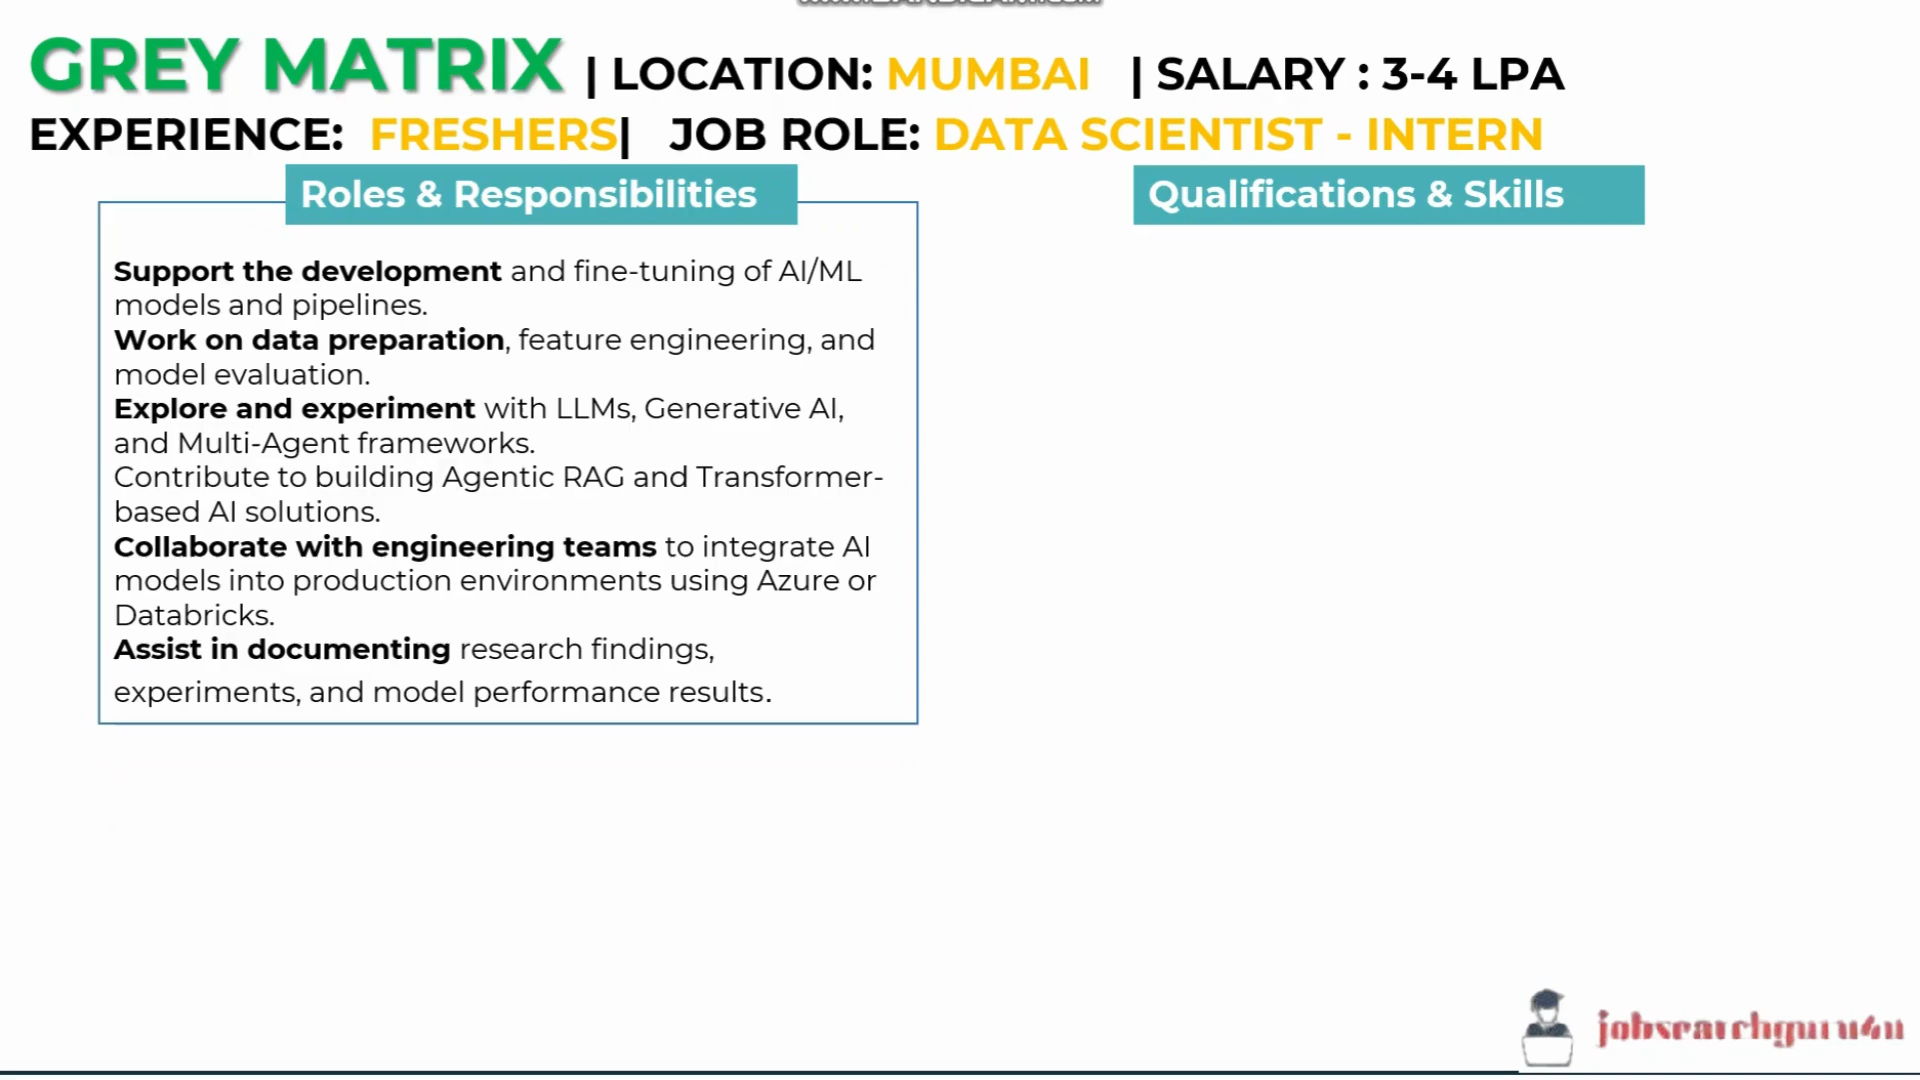 GREY MATRIX | LOCATION: MUMBAI | SALARY : 3-4 LPA
EXPERIENCE: FRESHERS| JOB ROLE: DATA SCIENTIST - INTERN
Roles & Responsibilities
Support the development and fine-tuning of AI/ML
models and pipelines.
Work on data preparation, feature engineering, and
model evaluation.
Explore and experiment with LLMs, Generative AI,
and Multi-Agent frameworks.
Contribute to building Agentic RAG and Transformer-
based AI solutions.
Collaborate with engineering teams to integrate AI
models into production environments using Azure or
Databricks.
Assist in documenting research findings,
experiments, and model performance results.
Qualifications & Skills
jobsearchguru4u